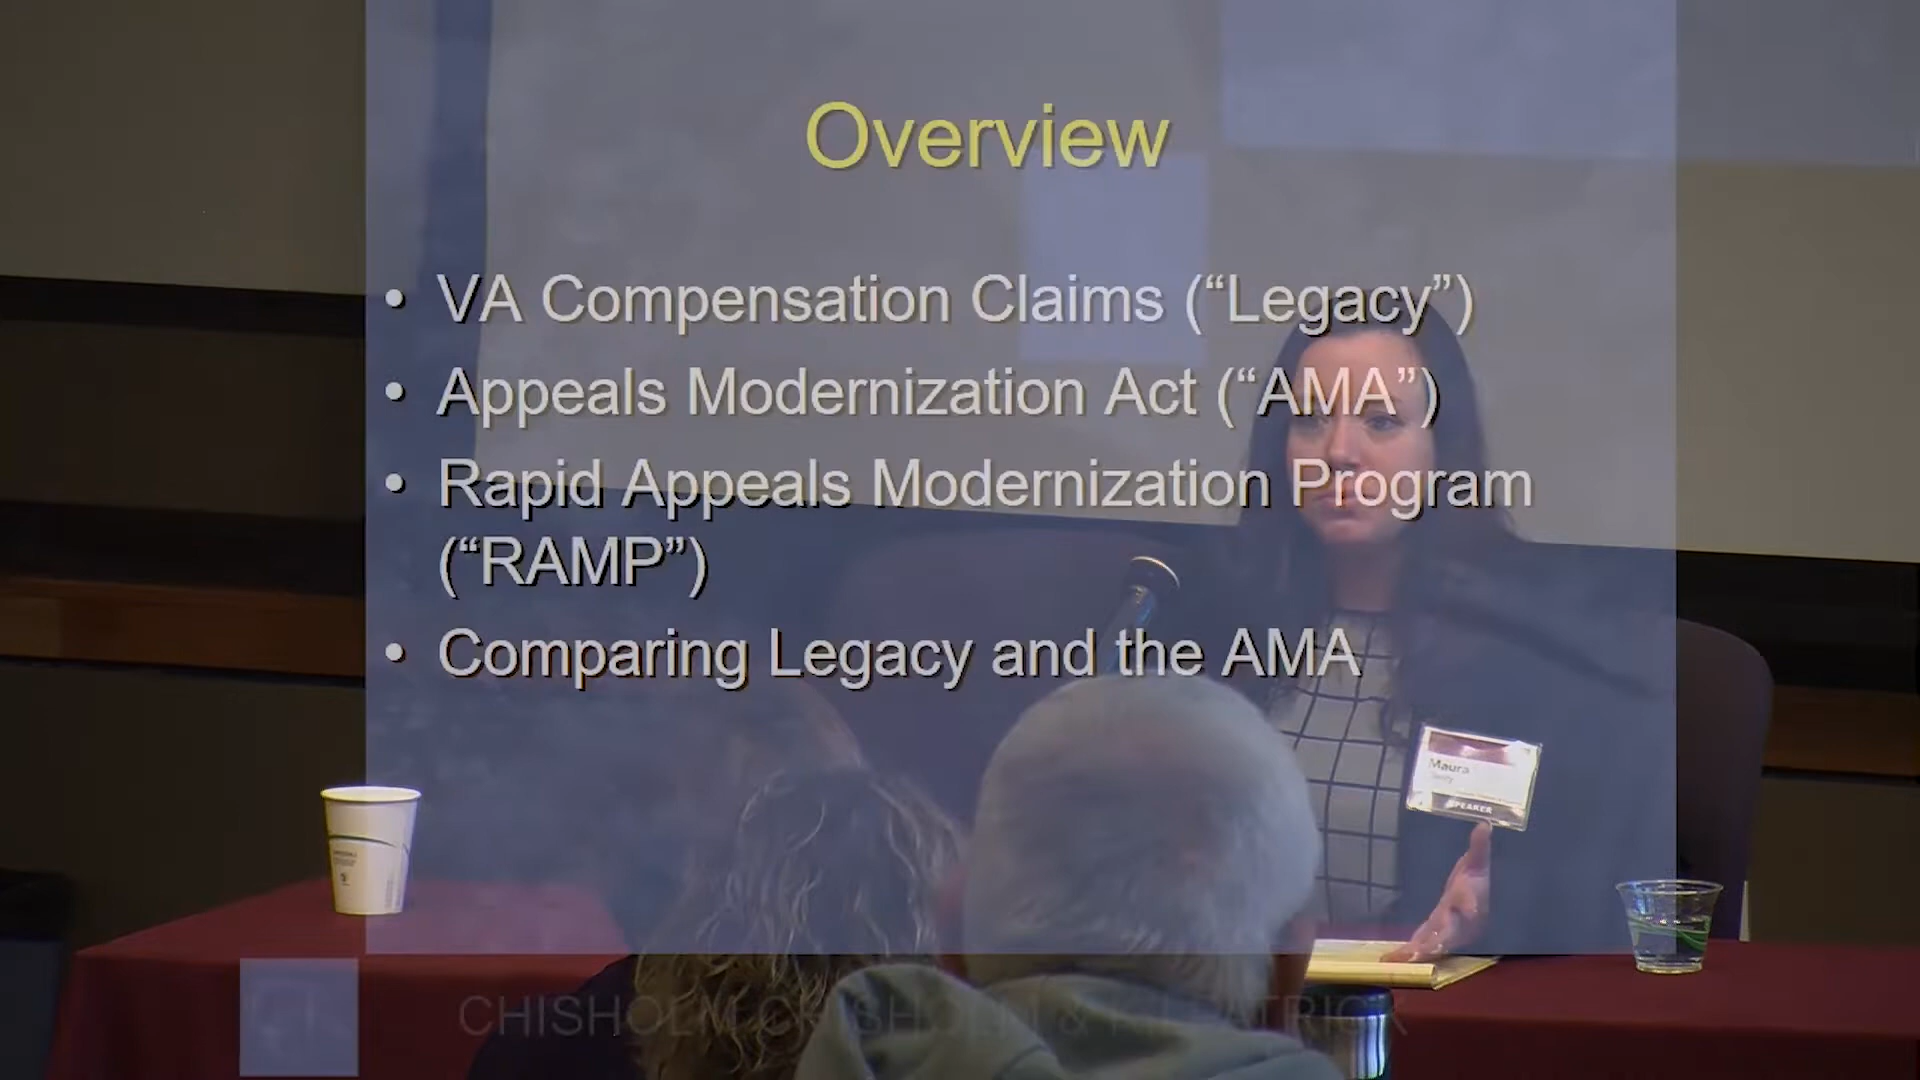 Overview
• VA Compensation Claims (“Legacy”)
• Appeals Modernization Act (“AMA”)
• Rapid Appeals Modernization Program
(“RAMP”)
• Comparing Legacy and the AMA
Maura
SPEAKER
CHISHOLM CHISHOLM & KILPATRICK